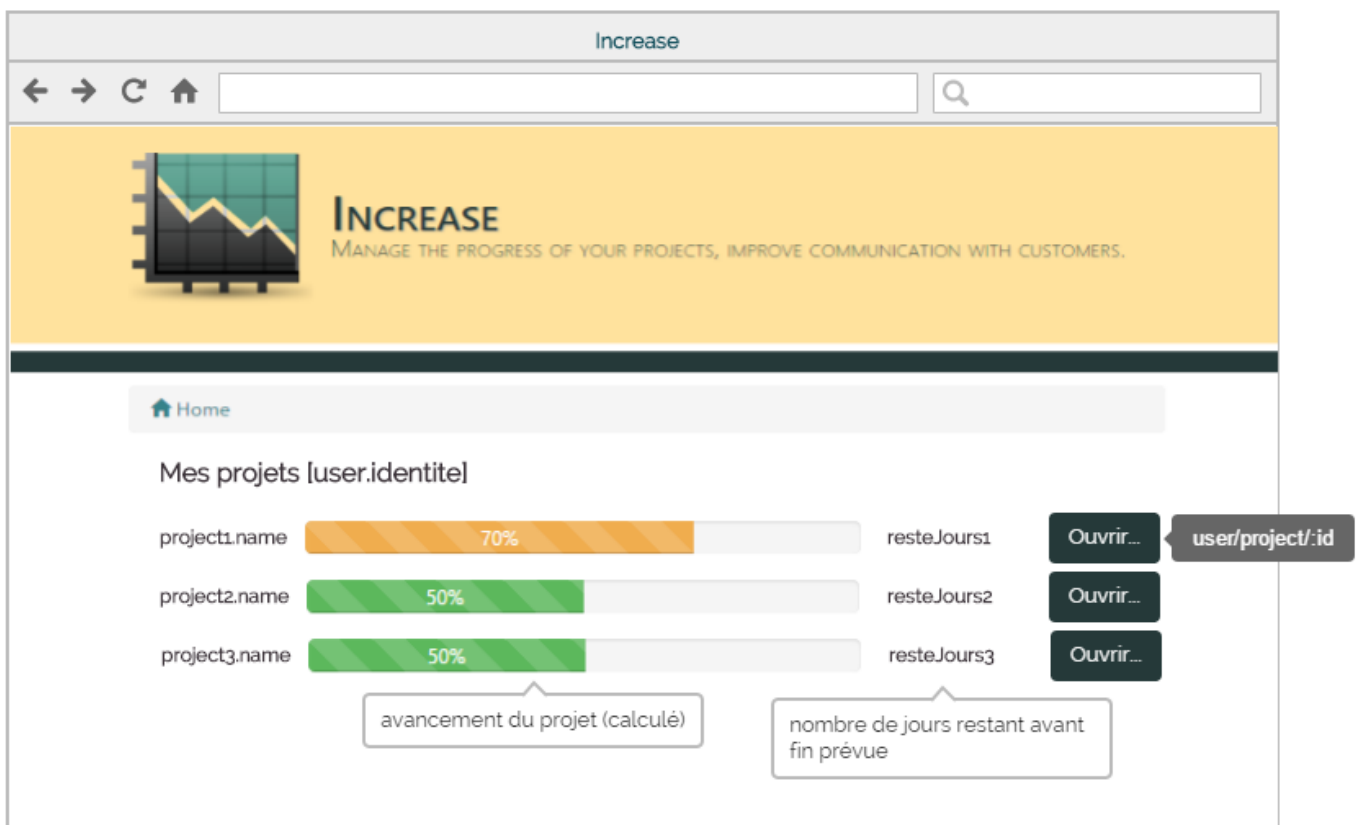 Increase
INCREASE
MANAGE THE PROGRESS OF YOUR PROJECTS, IMPROVE COMMUNICATION WITH CUSTOMERS.
Home
Mes projets [user.identite]
project1.name 70% resteJours1 Ouvrir... user/project/:id
project2.name 50% resteJours2 Ouvrir...
project3.name 50% resteJours3 Ouvrir...
avancement du projet (calculé)
nombre de jours restant avant
fin prévue